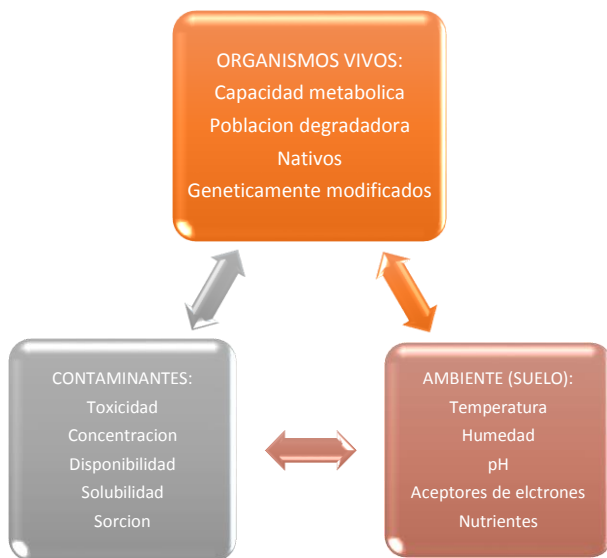 ORGANISMOS VIVOS:
Capacidad metabolica
Poblacion degradadora
Nativos
Geneticamente modificados
CONTAMINANTES:
Toxicidad
Concentracion
Disponibilidad
Solubilidad
Sorcion
AMBIENTE (SUELO):
Temperatura
Humedad
pH
Aceptores de elctrones
Nutrientes